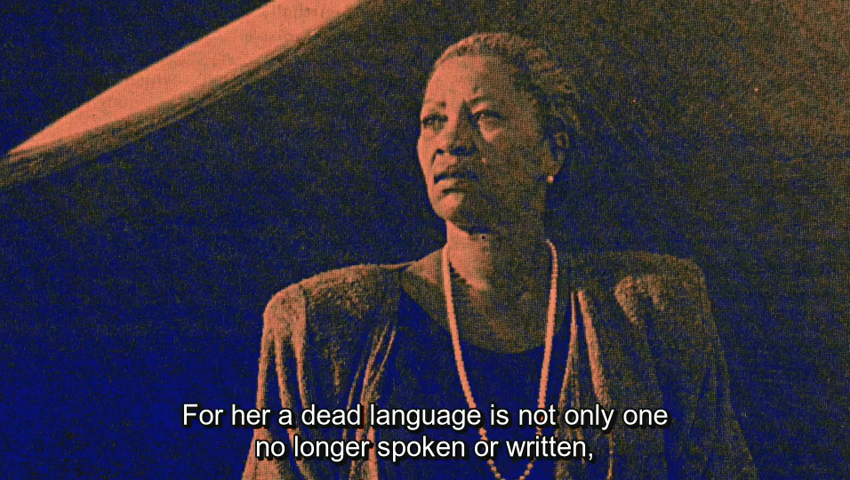 For her a dead language is not only one
no longer spoken or written,